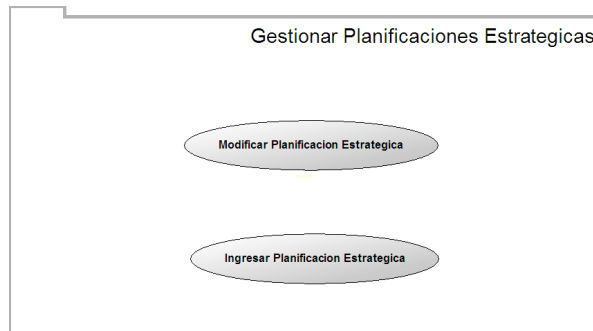 Gestionar Planificaciones Estrategicas
Modificar Planificacion Estrategica
Ingresar Planificacion Estrategica